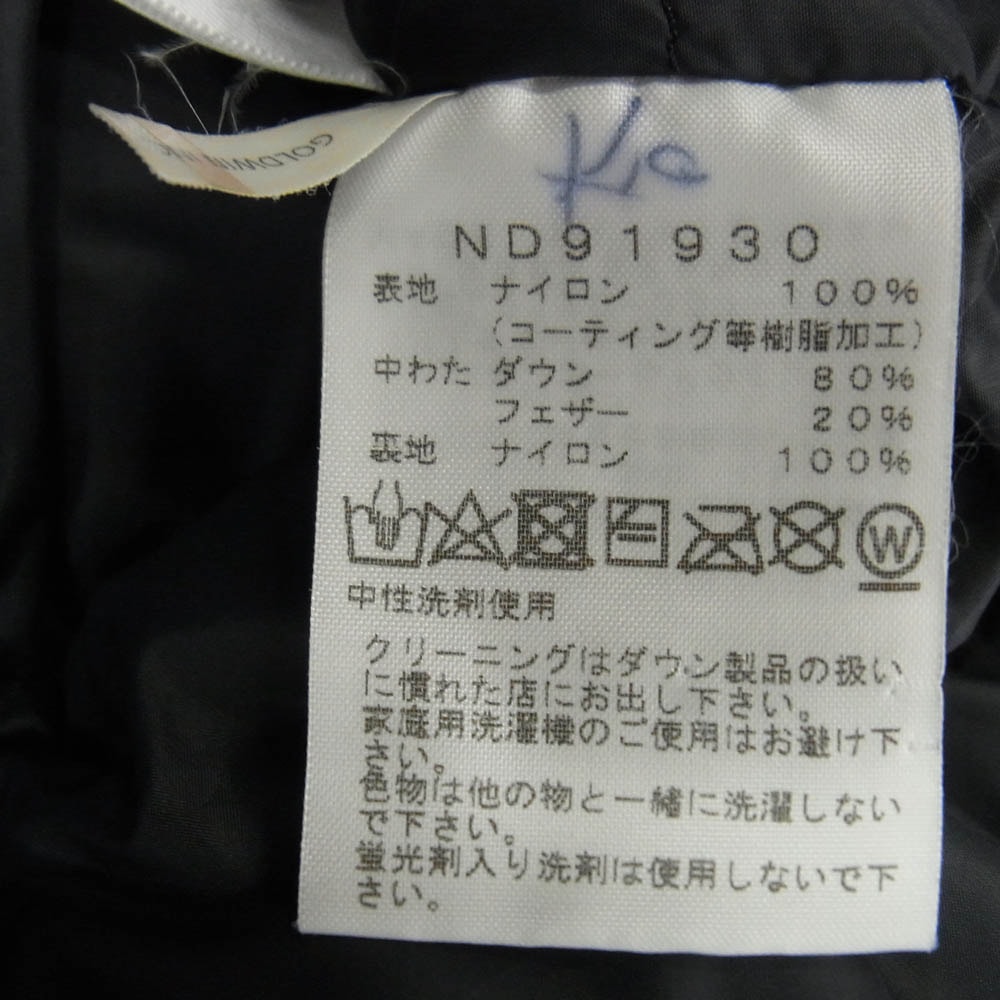 GOLDWIN INC
ND91930
表地 ナイロン 100%
(コーティング等樹脂加工)
中わた ダウン 80%
フェザー 20%
裏地 ナイロン 100%
W
中性洗剤使用
クリーニングはダウン製品の扱い
に慣れた店にお出し下さい。
家庭用洗濯機のご使用はお避け下
さい。
色物は他の物と一緒に洗濯しない
で下さい。
蛍光剤入り洗剤は使用しないで下
さい。